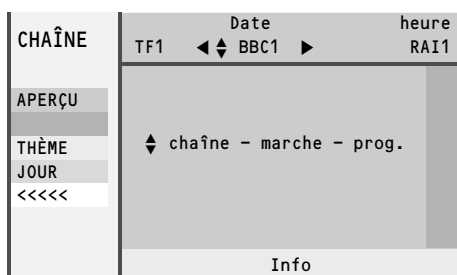 CHAÎNE
Date heure
TF1 ◀ BBC1 ▶ RAI1
APERÇU
THÈME
JOUR
<<<<<
chaîne – marche – prog.
Info